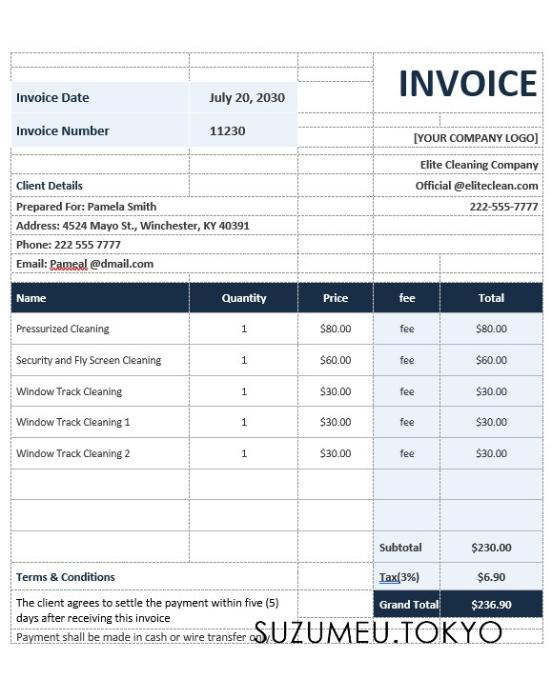 INVOICE
Invoice Date July 20, 2030
Invoice Number 11230
[YOUR COMPANY LOGO]
Elite Cleaning Company
Client Details Official @eliteclean.com
Prepared For: Pamela Smith 222-555-7777
Address: 4524 Mayo St., Winchester, KY 40391
Phone: 222 555 7777
Email: Pameal @dmail.com
Name Quantity Price fee Total
Pressurized Cleaning 1 $80.00 fee $80.00
Security and Fly Screen Cleaning 1 $60.00 fee $60.00
Window Track Cleaning 1 $30.00 fee $30.00
Window Track Cleaning 1 1 $30.00 fee $30.00
Window Track Cleaning 2 1 $30.00 fee $30.00
Subtotal $230.00
Terms & Conditions Tax(3%) $6.90
The client agrees to settle the payment within five (5) Grand Total $236.90
days after receiving this invoice
Payment shall be made in cash or wire transfer only.
SUZUMEU.TOKYO